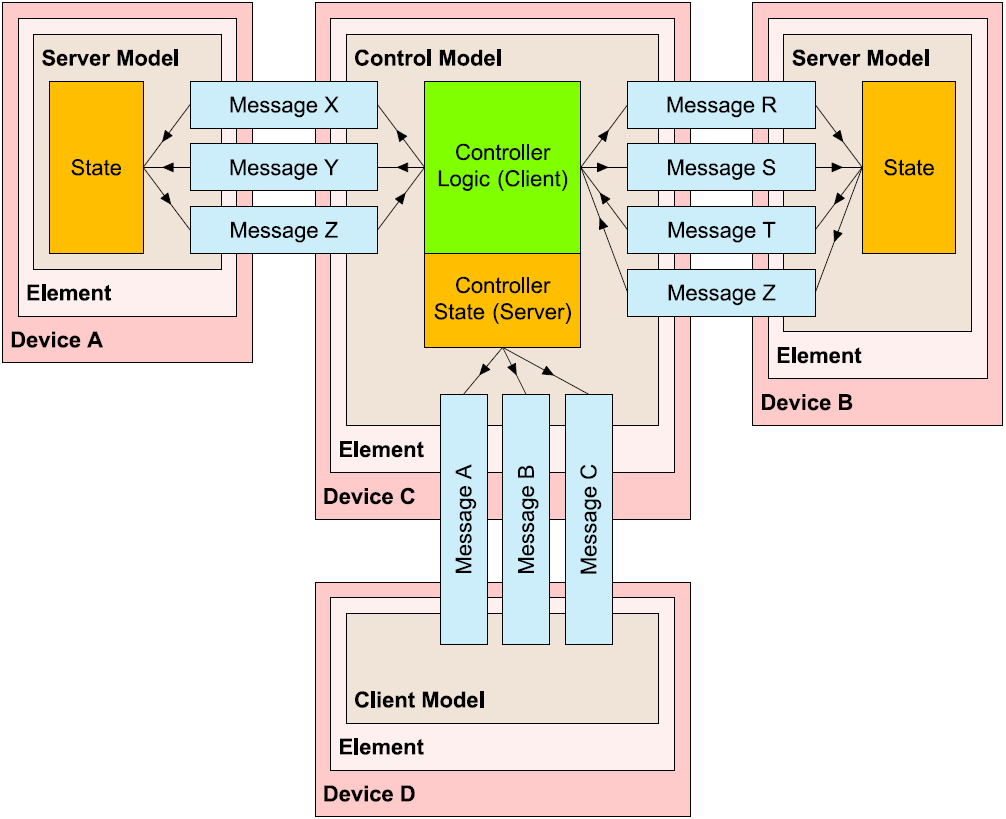 Server Model
State
Element
Device A
Message X
Message Y
Message Z
Control Model
Controller
Logic (Client)
Controller
State (Server)
Element
Device C
Message R
Message S
Message T
Message Z
Server Model
State
Element
Device B
Message A
Message B
Message C
Client Model
Element
Device D